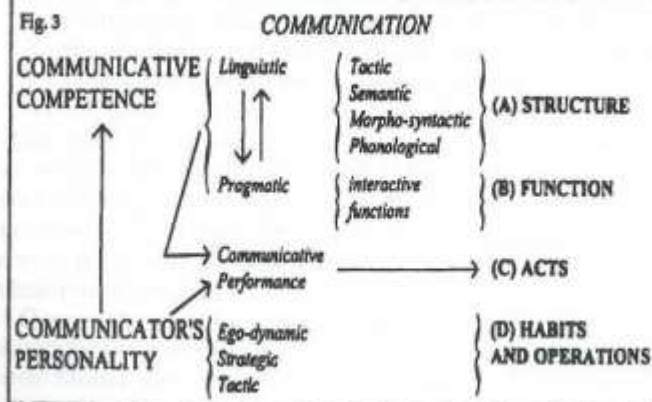 Fig. 3
COMMUNICATION
COMMUNICATIVE
COMPETENCE
Linguistic
Pragmatic
Tactic
Semantic
Morpho-syntactic
Phonological
(A) STRUCTURE
interactive
functions
(B) FUNCTION
Communicative
Performance
(C) ACTS
COMMUNICATOR'S
PERSONALITY
Ego-dynamic
Strategic
Tactic
(D) HABITS
AND OPERATIONS